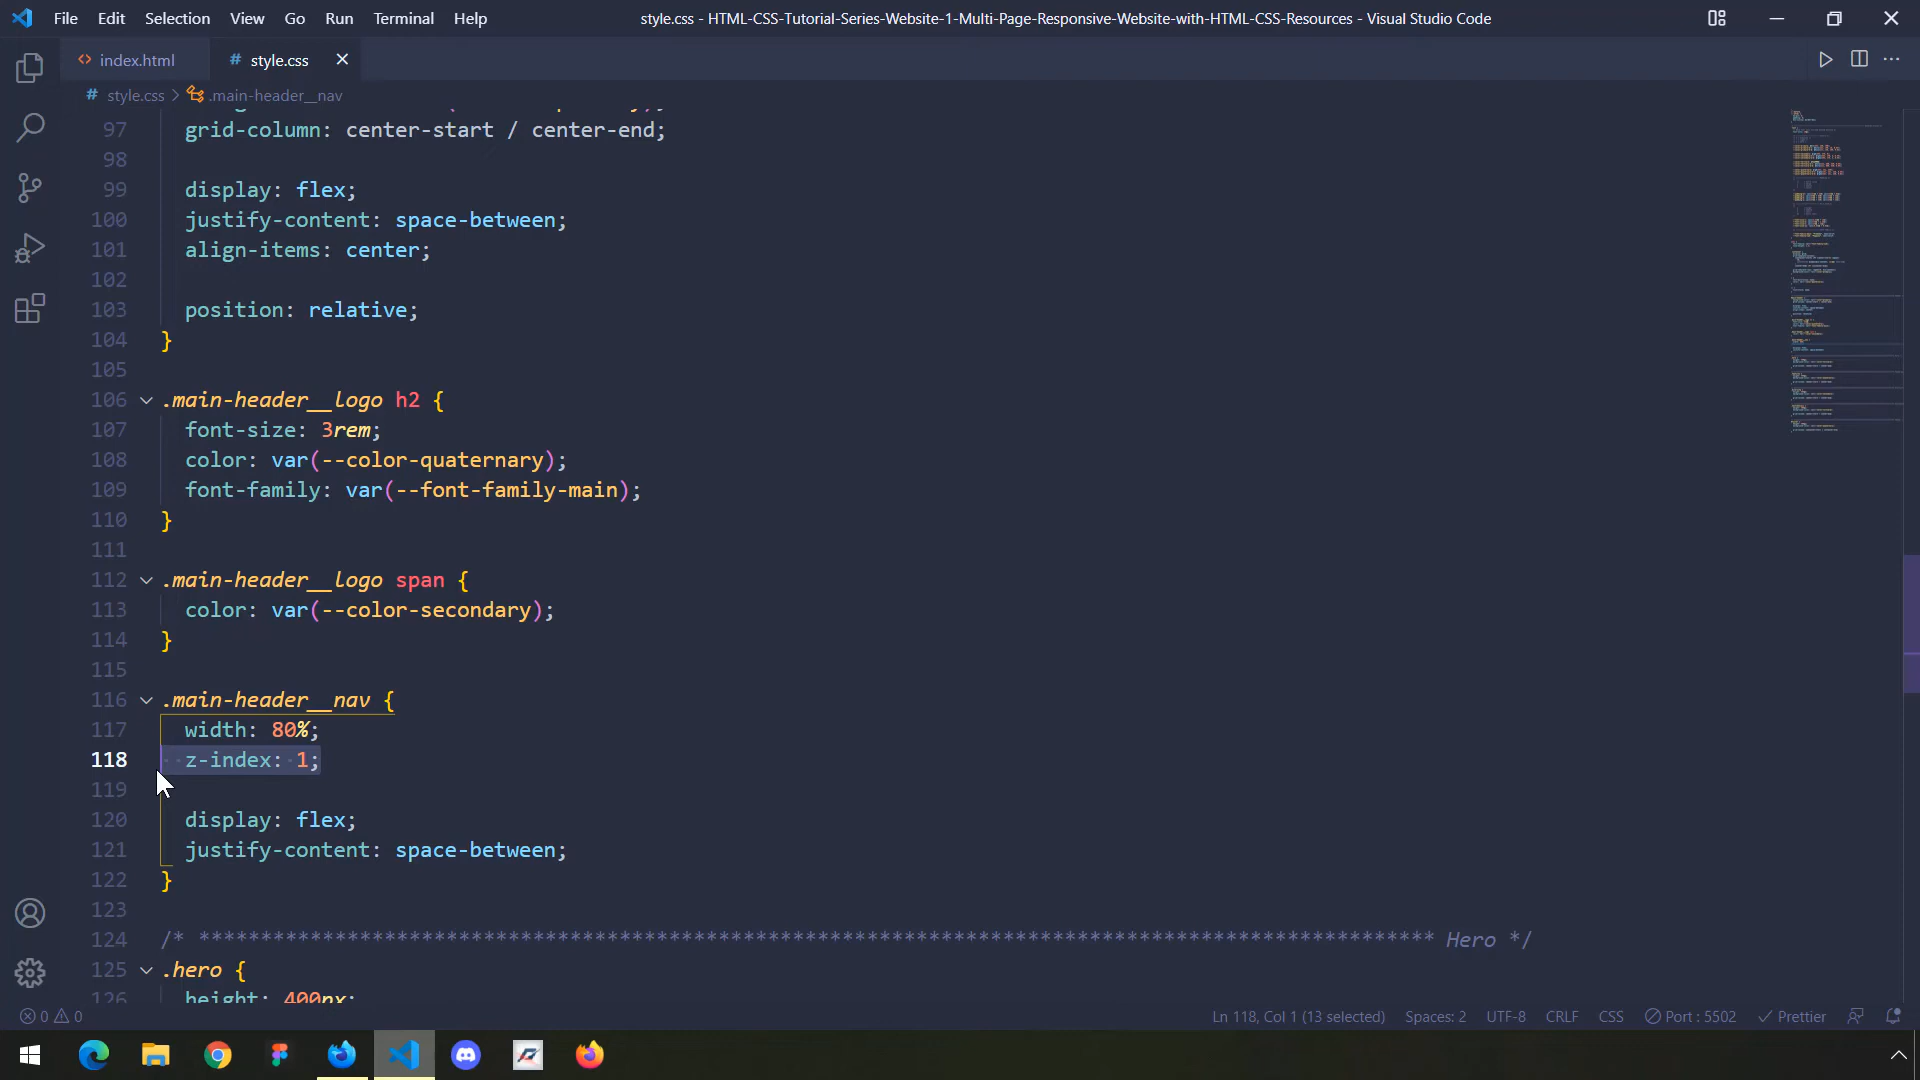 File Edit Selection View Go Run Terminal Help
style.css - HTML-CSS-Tutorial-Series-Website-1-Multi-Page-Responsive-Website-with-HTML-CSS-Resources - Visual Studio Code
<> index.html # style.css
# style.css > .main-header__nav
97 grid-column: center-start / center-end;
98
99 display: flex;
100 justify-content: space-between;
101 align-items: center;
102
103 position: relative;
104 }
105
106 .main-header__logo h2 {
107 font-size: 3rem;
108 color: var(--color-quaternary);
109 font-family: var(--font-family-main);
110 }
111
112 .main-header__logo span {
113 color: var(--color-secondary);
114 }
115
116 .main-header__nav {
117 width: 80%;
118 z-index: 1;
119
120 display: flex;
121 justify-content: space-between;
122 }
123
124 /* **************************************************************************************************** Hero */
125 .hero {
126 height: 400px;
0 0 Ln 118, Col 1 (13 selected) Spaces: 2 UTF-8 CRLF CSS Port : 5502 Prettier